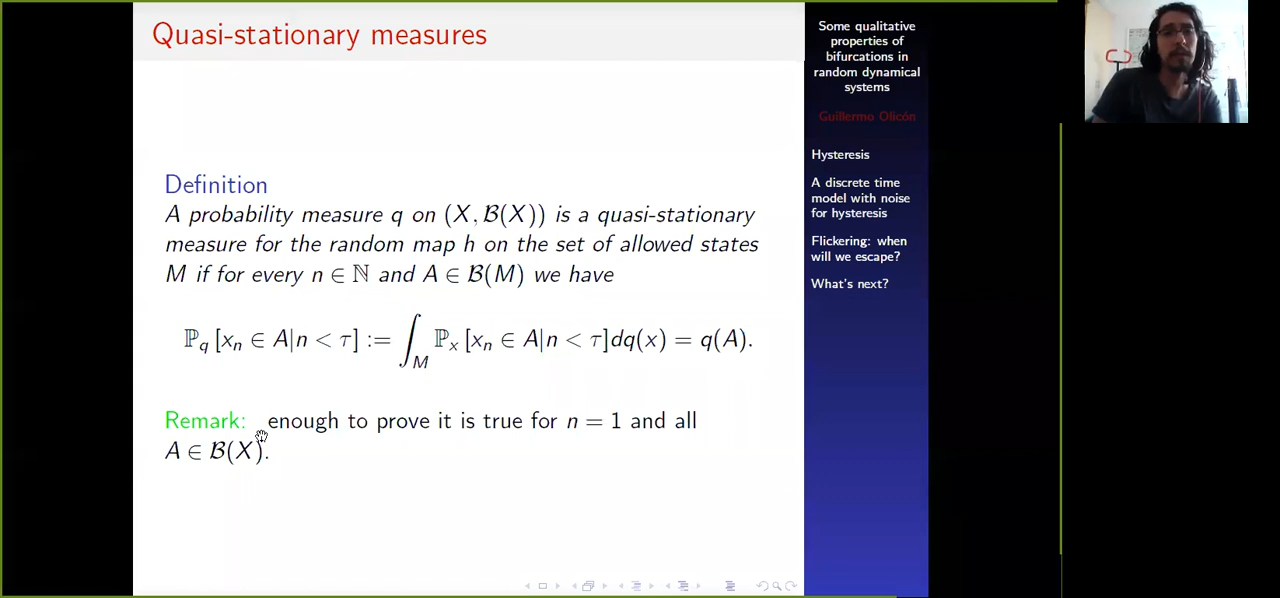 Quasi-stationary measures
Definition
A probability measure q on (X, ℬ(X)) is a quasi-stationary
measure for the random map h on the set of allowed states
M if for every n ∈ ℕ and A ∈ ℬ(M) we have
ℙ_q [x_n ∈ A|n < τ] := ∫_M ℙ_x [x_n ∈ A|n < τ]dq(x) = q(A).
Remark: enough to prove it is true for n = 1 and all
A ∈ ℬ(X).
Some qualitative
properties of
bifurcations in
random dynamical
systems
Guillermo Olicón
Hysteresis
A discrete time
model with noise
for hysteresis
Flickering: when
will we escape?
What's next?